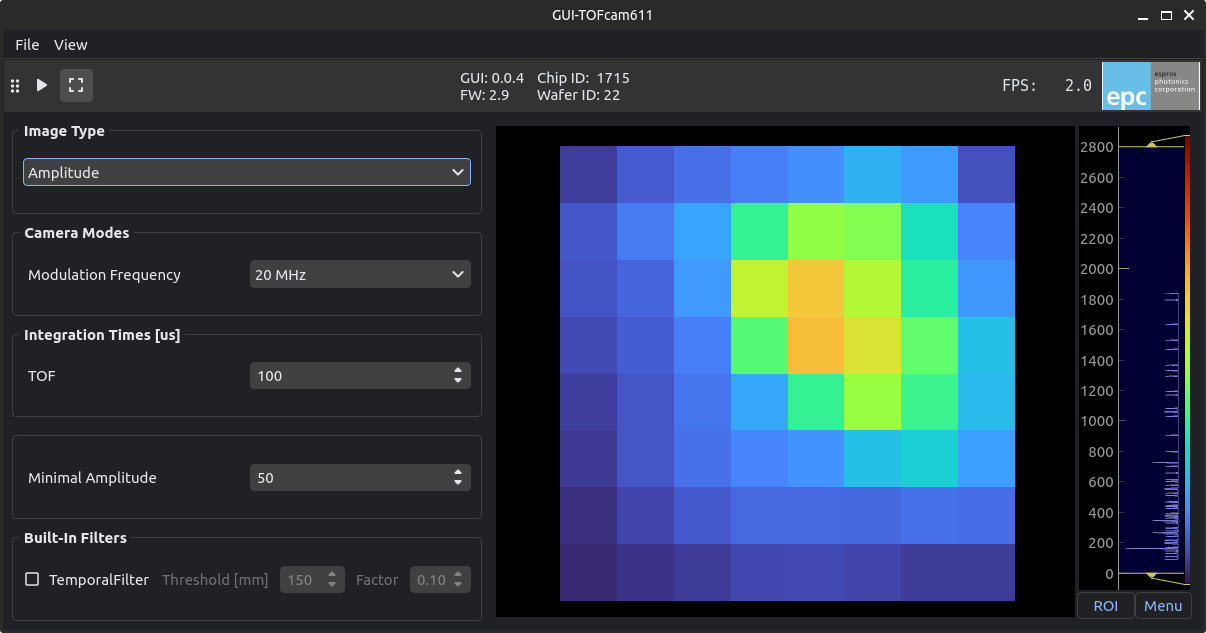 GUI-TOFcam611
File View
GUI: 0.0.4 Chip ID: 1715
FW: 2.9 Wafer ID: 22
FPS: 2.0
epc
espros
photonics
corporation
Image Type
Amplitude
Camera Modes
Modulation Frequency 20 MHz
Integration Times [us]
TOF 100
Minimal Amplitude 50
Built-In Filters
TemporalFilter Threshold [mm] 150 Factor 0.10
2800
2600
2400
2200
2000
1800
1600
1400
1200
1000
800
600
400
200
0
ROI Menu